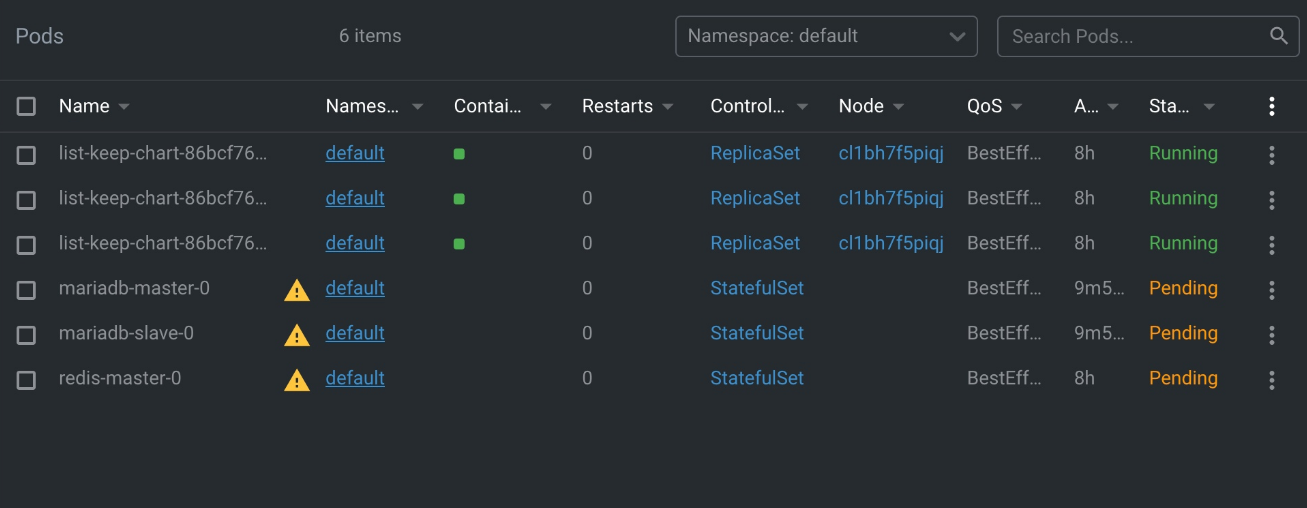 Pods 6 items Namespace: default Search Pods...
Name Names... Contai... Restarts Control... Node QoS A... Sta...
list-keep-chart-86bcf76... default 0 ReplicaSet cl1bh7f5piqj BestEff... 8h Running
list-keep-chart-86bcf76... default 0 ReplicaSet cl1bh7f5piqj BestEff... 8h Running
list-keep-chart-86bcf76... default 0 ReplicaSet cl1bh7f5piqj BestEff... 8h Running
mariadb-master-0 default 0 StatefulSet BestEff... 9m5... Pending
mariadb-slave-0 default 0 StatefulSet BestEff... 9m5... Pending
redis-master-0 default 0 StatefulSet BestEff... 8h Pending